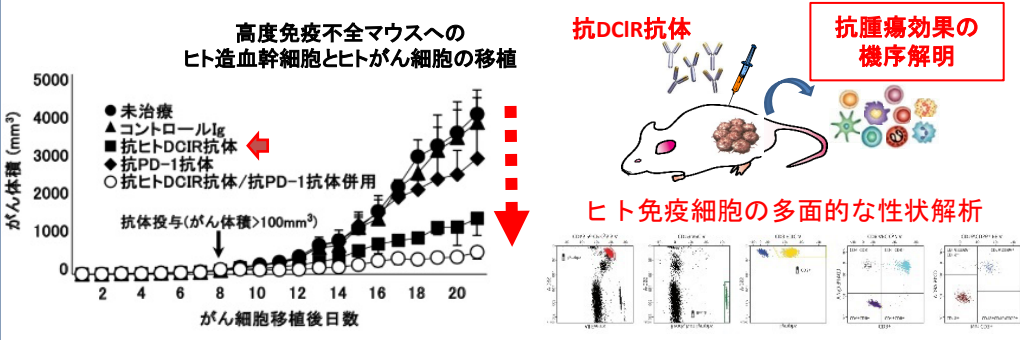 高度免疫不全マウスへの
ヒト造血幹細胞とヒトがん細胞の移植
がん体積 (mm³)
5000
4000
3000
2000
1000
0
未治療
コントロールIg
抗ヒトDCIR抗体
抗PD-1抗体
抗ヒトDCIR抗体/抗PD-1抗体併用
抗体投与(がん体積>100mm³)
2 4 6 8 10 12 14 16 18 20
がん細胞移植後日数
抗DCIR抗体
抗腫瘍効果の
機序解明
ヒト免疫細胞の多面的な性状解析